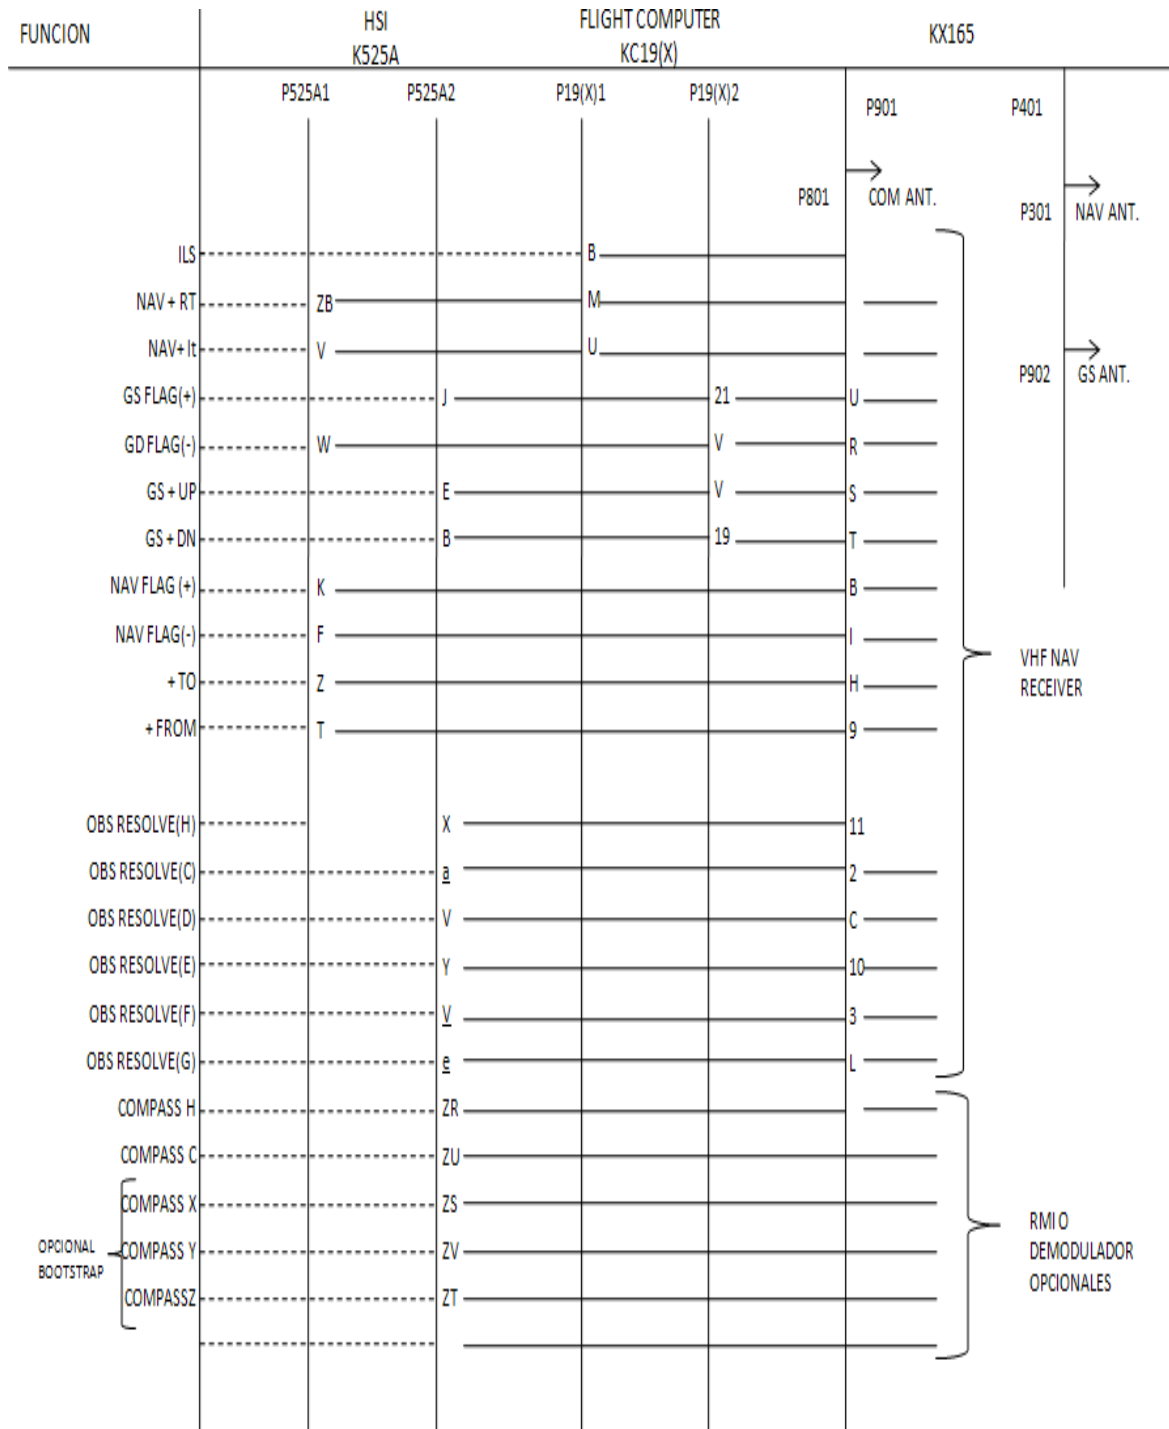 FUNCION
HSI
K525A
FLIGHT COMPUTER
KC19(X)
KX165
P525A1 P525A2 P19(X)1 P19(X)2
P901 P401
P801 COM ANT.
P301 NAV ANT.
P902 GS ANT.
ILS B
NAV + RT ZB M
NAV+ lt V U
GS FLAG(+) J 21 U
GD FLAG(-) W V R
GS + UP E V S
GS + DN B 19 T
NAV FLAG (+) K B
NAV FLAG(-) F I
+ TO Z H
+ FROM T 9
VHF NAV
RECEIVER
OBS RESOLVE(H) X 11
OBS RESOLVE(C) a 2
OBS RESOLVE(D) V C
OBS RESOLVE(E) Y 10
OBS RESOLVE(F) V 3
OBS RESOLVE(G) e L
COMPASS H ZR
COMPASS C ZU
COMPASS X ZS
COMPASS Y ZV
COMPASSZ ZT
OPCIONAL
BOOTSTRAP
RMI O
DEMODULADOR
OPCIONALES